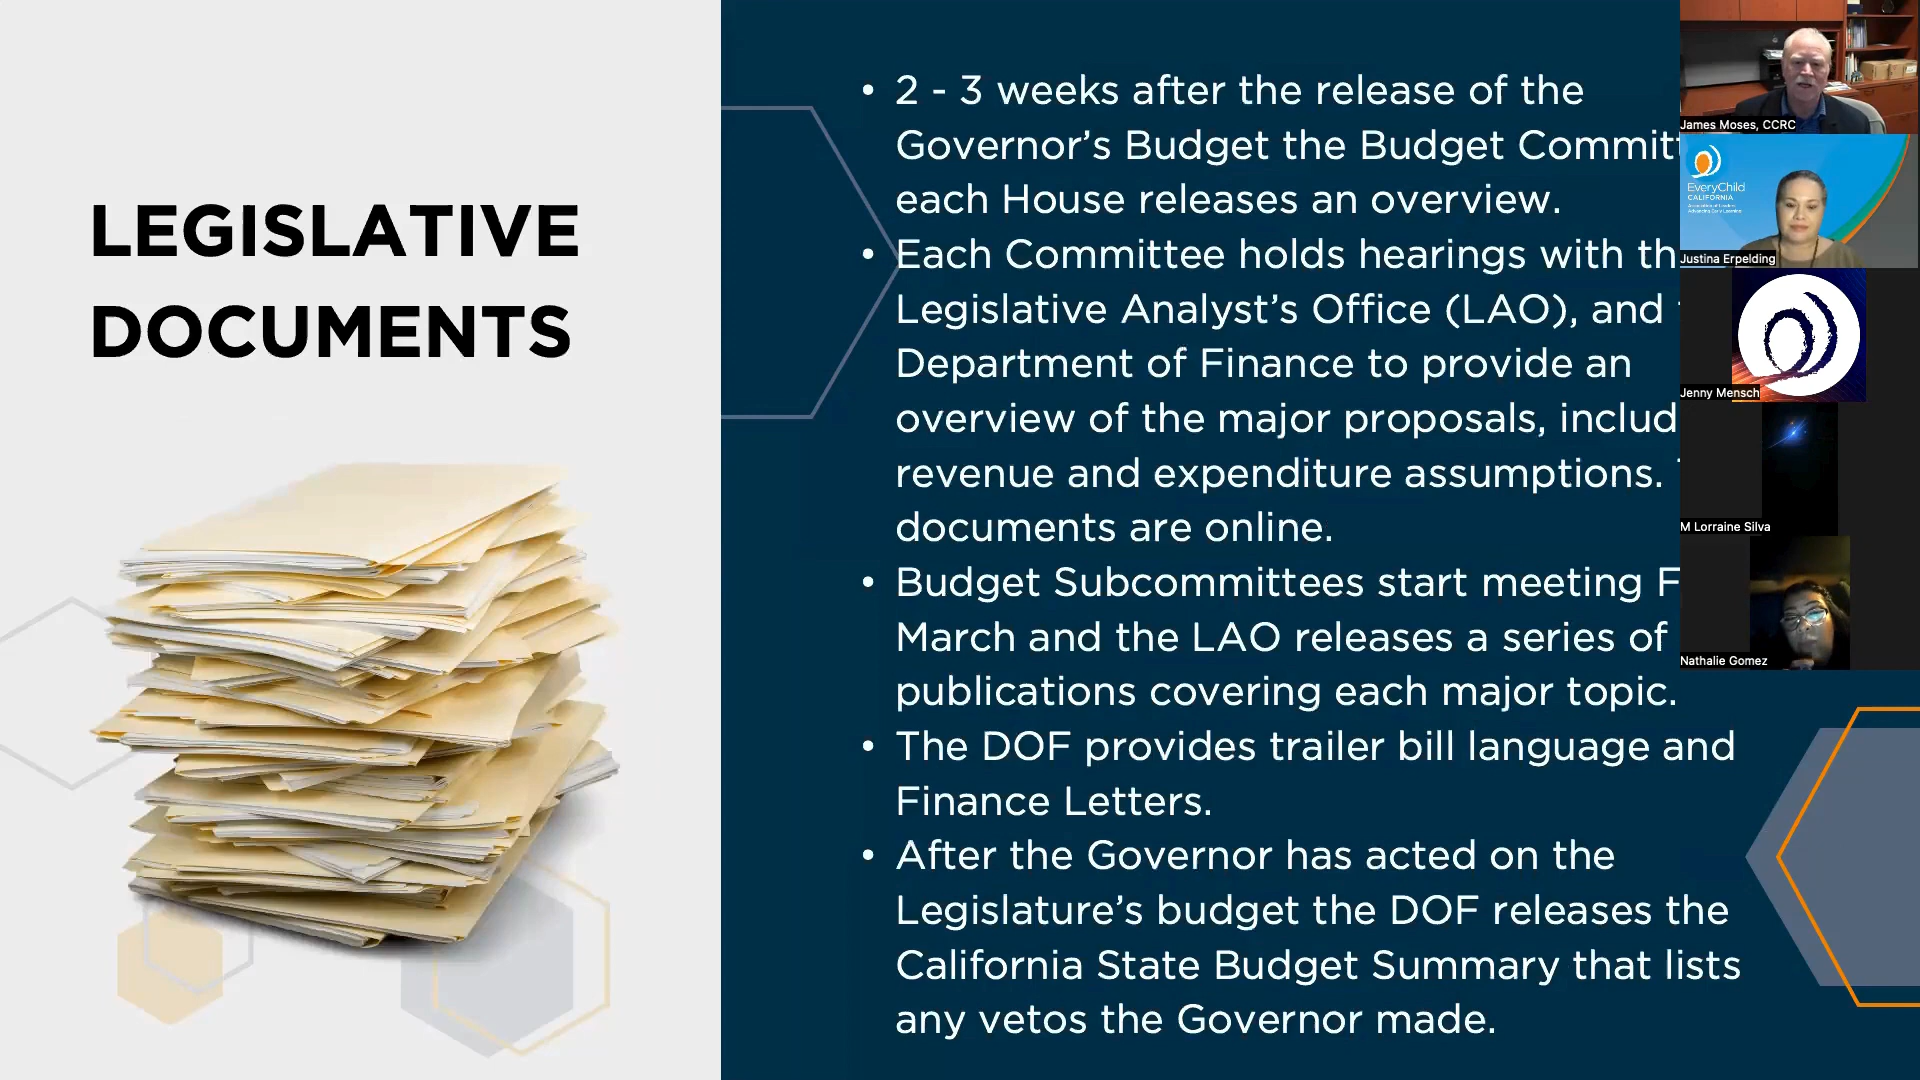 LEGISLATIVE
DOCUMENTS
• 2 - 3 weeks after the release of the
Governor’s Budget the Budget
each House releases an overview.
• Each Committee holds hearings with
Legislative Analyst’s Office (LAO), and
Department of Finance to provide an
overview of the major proposals,
revenue and expenditure assumptions.
documents are online.
• Budget Subcommittees start meeting
March and the LAO releases a series of
publications covering each major topic.
• The DOF provides trailer bill language and
Finance Letters.
• After the Governor has acted on the
Legislature’s budget the DOF releases the
California State Budget Summary that lists
any vetos the Governor made.
James Moses, CCRC
EveryChild
CALIFORNIA
Justina Erpelding
Jenny Mensch
M Lorraine Silva
Nathalie Gomez